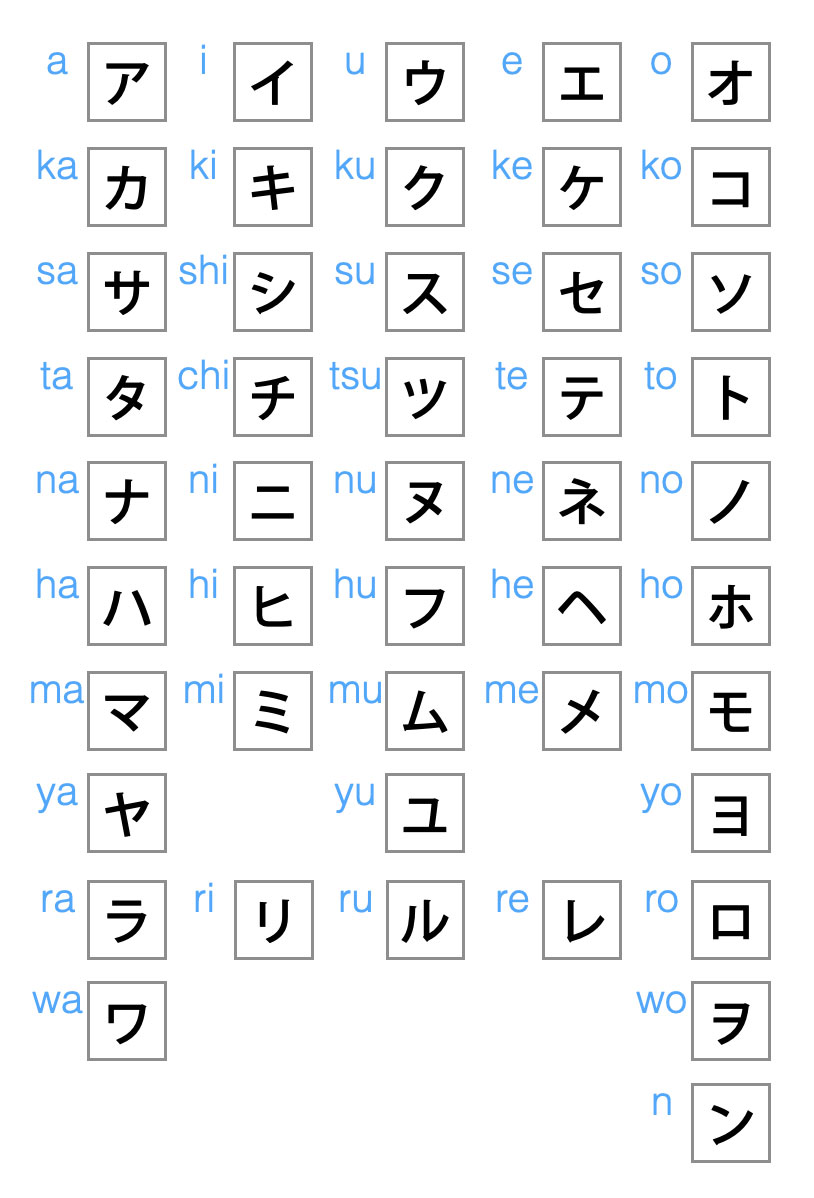 a ア i イ u ウ e エ o オ
ka カ ki キ ku ク ke ケ ko コ
sa サ shi シ su ス se セ so ソ
ta タ chi チ tsu ツ te テ to ト
na ナ ni ニ nu ヌ ne ネ no ノ
ha ハ hi ヒ hu フ he ヘ ho ホ
ma マ mi ミ mu ム me メ mo モ
ya ヤ yu ユ yo ヨ
ra ラ ri リ ru ル re レ ro ロ
wa ワ wo ヲ
n ン